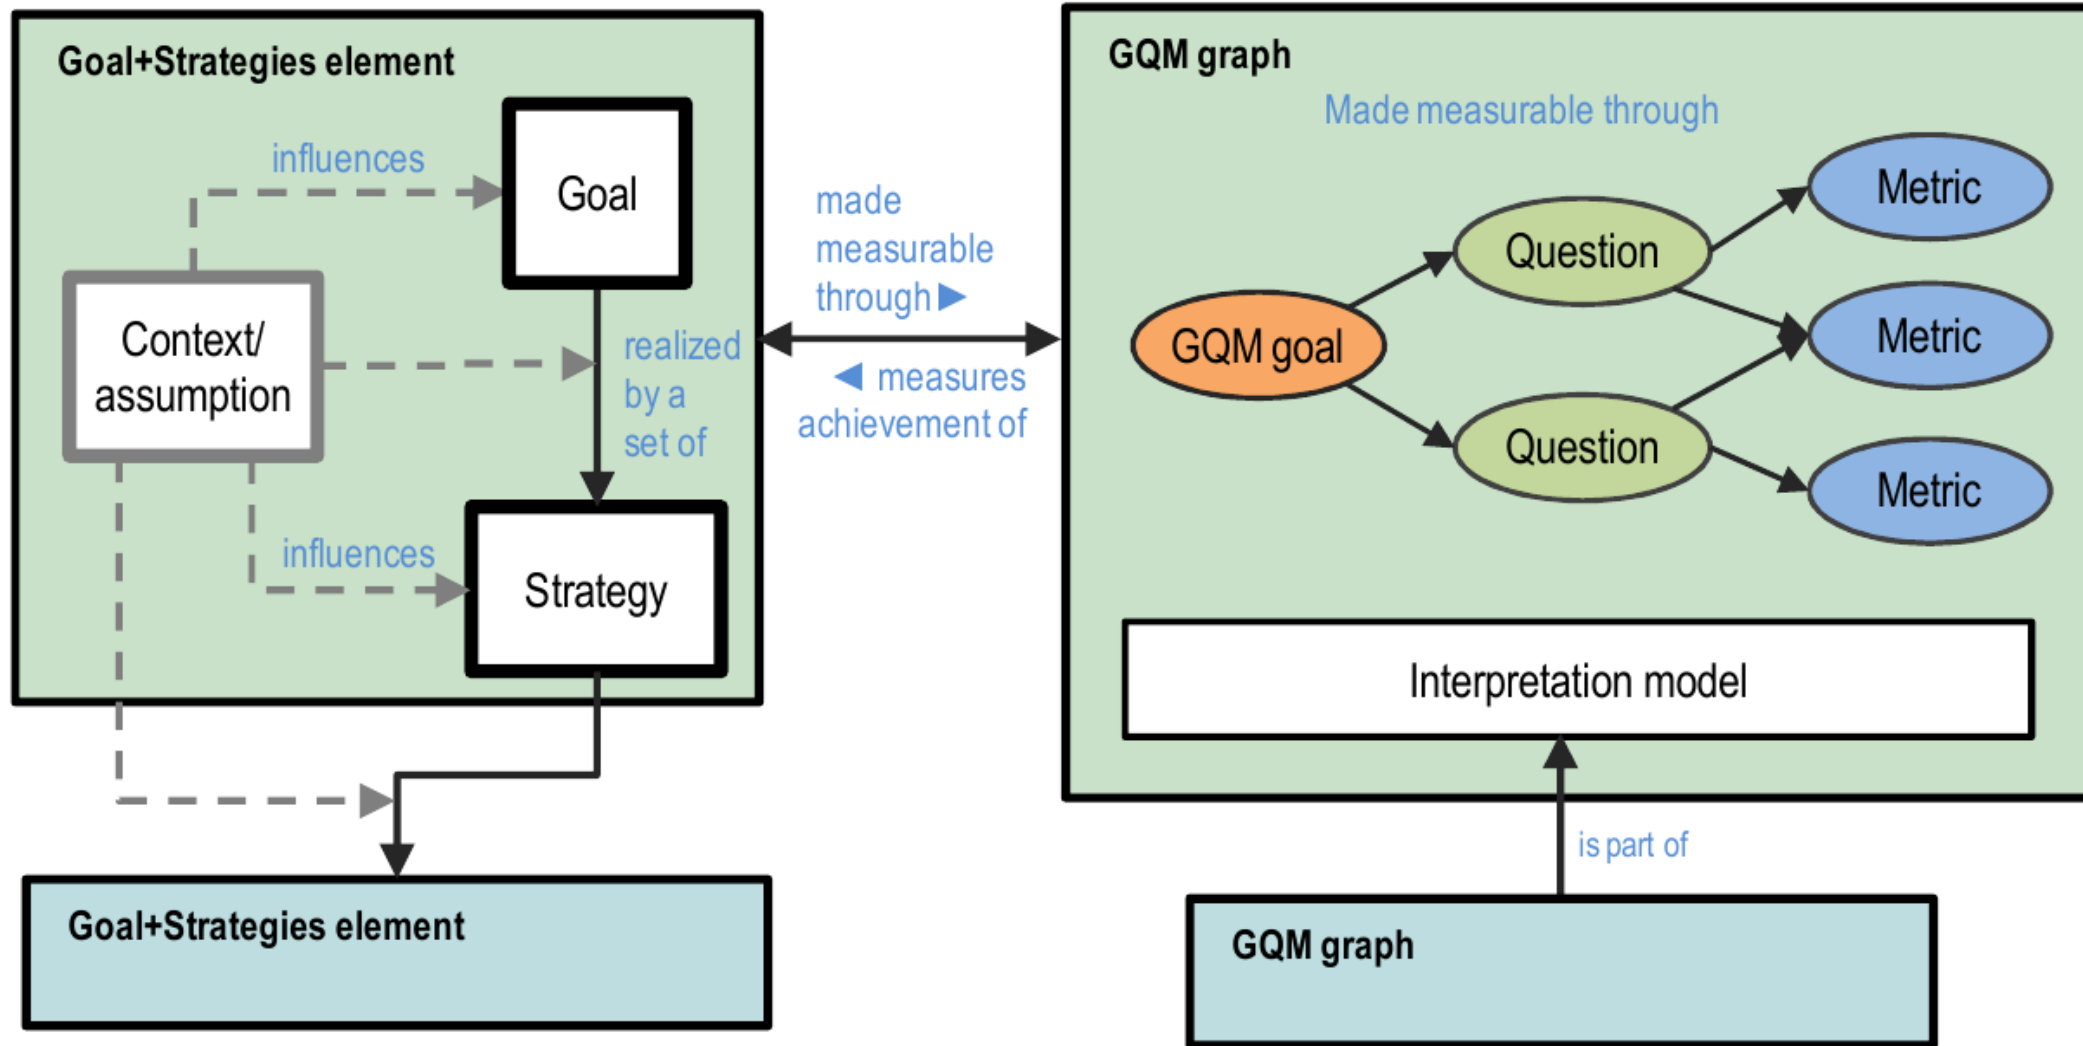 Goal+Strategies element
influences
Goal
Context/
assumption
realized
by a
set of
influences
Strategy
Goal+Strategies element
made
measurable
through ►
◄ measures
achievement of
GQM graph
Made measurable through
Metric
Question
Metric
GQM goal
Question
Metric
Interpretation model
is part of
GQM graph